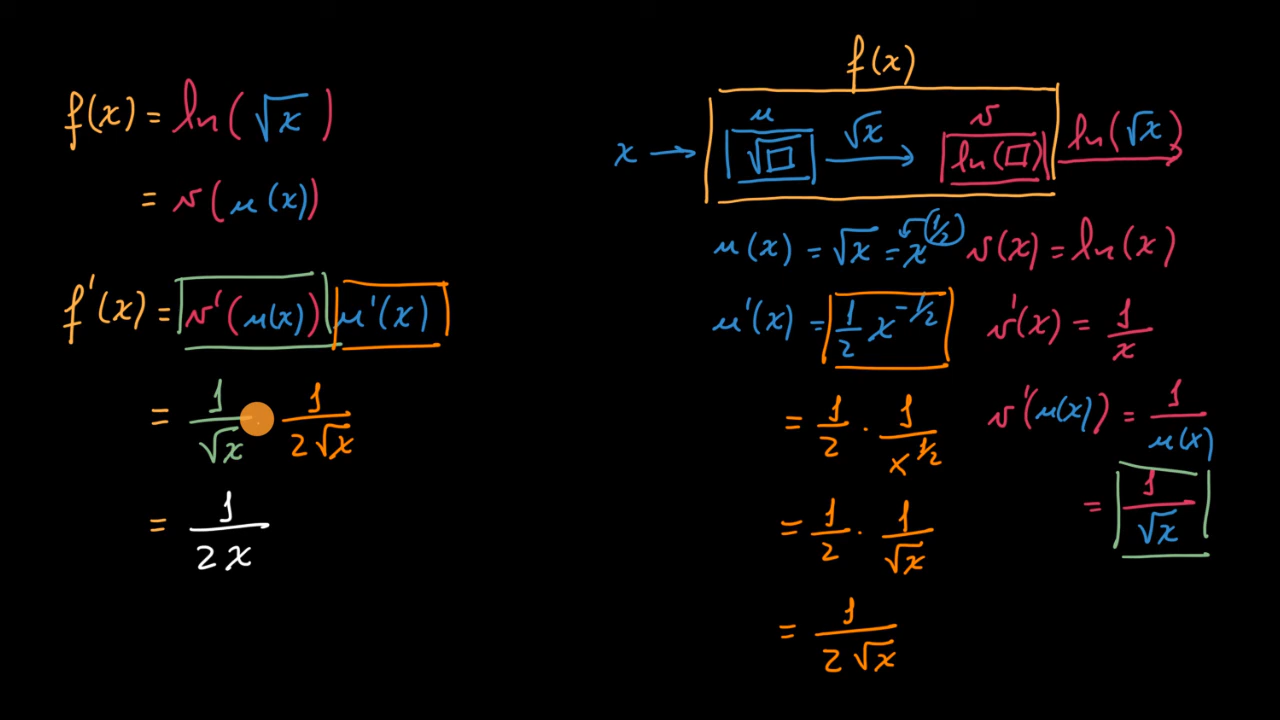 f(x) = ln(√x)
= v(u(x))
f'(x) = v'(u(x)) u'(x)
= 1/√x · 1/(2√x)
= 1/(2x)
f(x)
u √x v ln(√x)
x → √□ → ln(□) →
u(x) = √x = x^(1/2) v(x) = ln(x)
u'(x) = 1/2 x^(-1/2) v'(x) = 1/x
= 1/2 · 1/x^(1/2) v'(u(x)) = 1/u(x)
= 1/2 · 1/√x = 1/√x
= 1/(2√x)